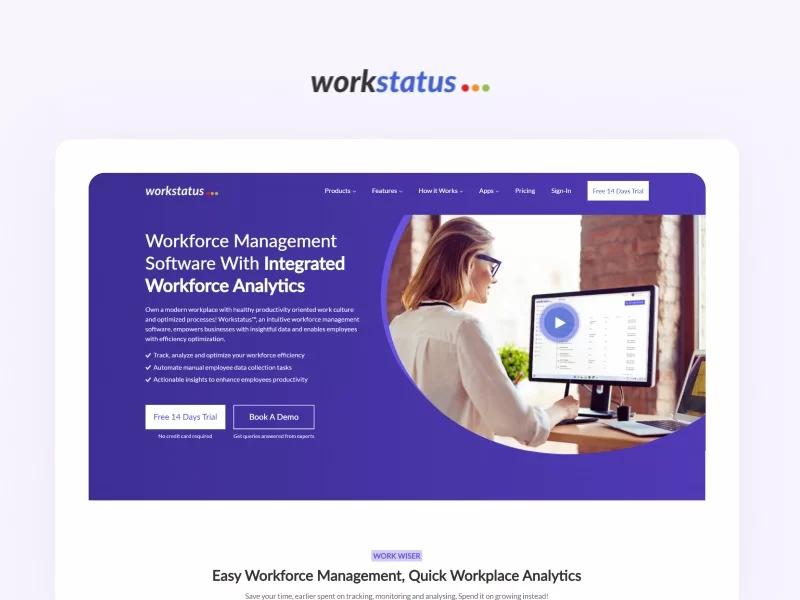 workstatus
workstatus
Products Features How it Works Apps Pricing Sign-In Free 14 Days Trial
Workforce Management
Software With Integrated
Workforce Analytics
Own a modern workplace with healthy productivity oriented work culture
and optimized processes! Workstatus™, an intuitive workforce management
software, empowers businesses with insightful data and enables employees
with efficiency optimization.
Track, analyze and optimize your workforce efficiency
Automate manual employee data collection tasks
Actionable insights to enhance employees productivity
Free 14 Days Trial Book A Demo
No credit card required Get queries answered from experts
WORK WISER
Easy Workforce Management, Quick Workplace Analytics
Save your time, earlier spent on tracking, monitoring and analysing, Spend it on growing instead!